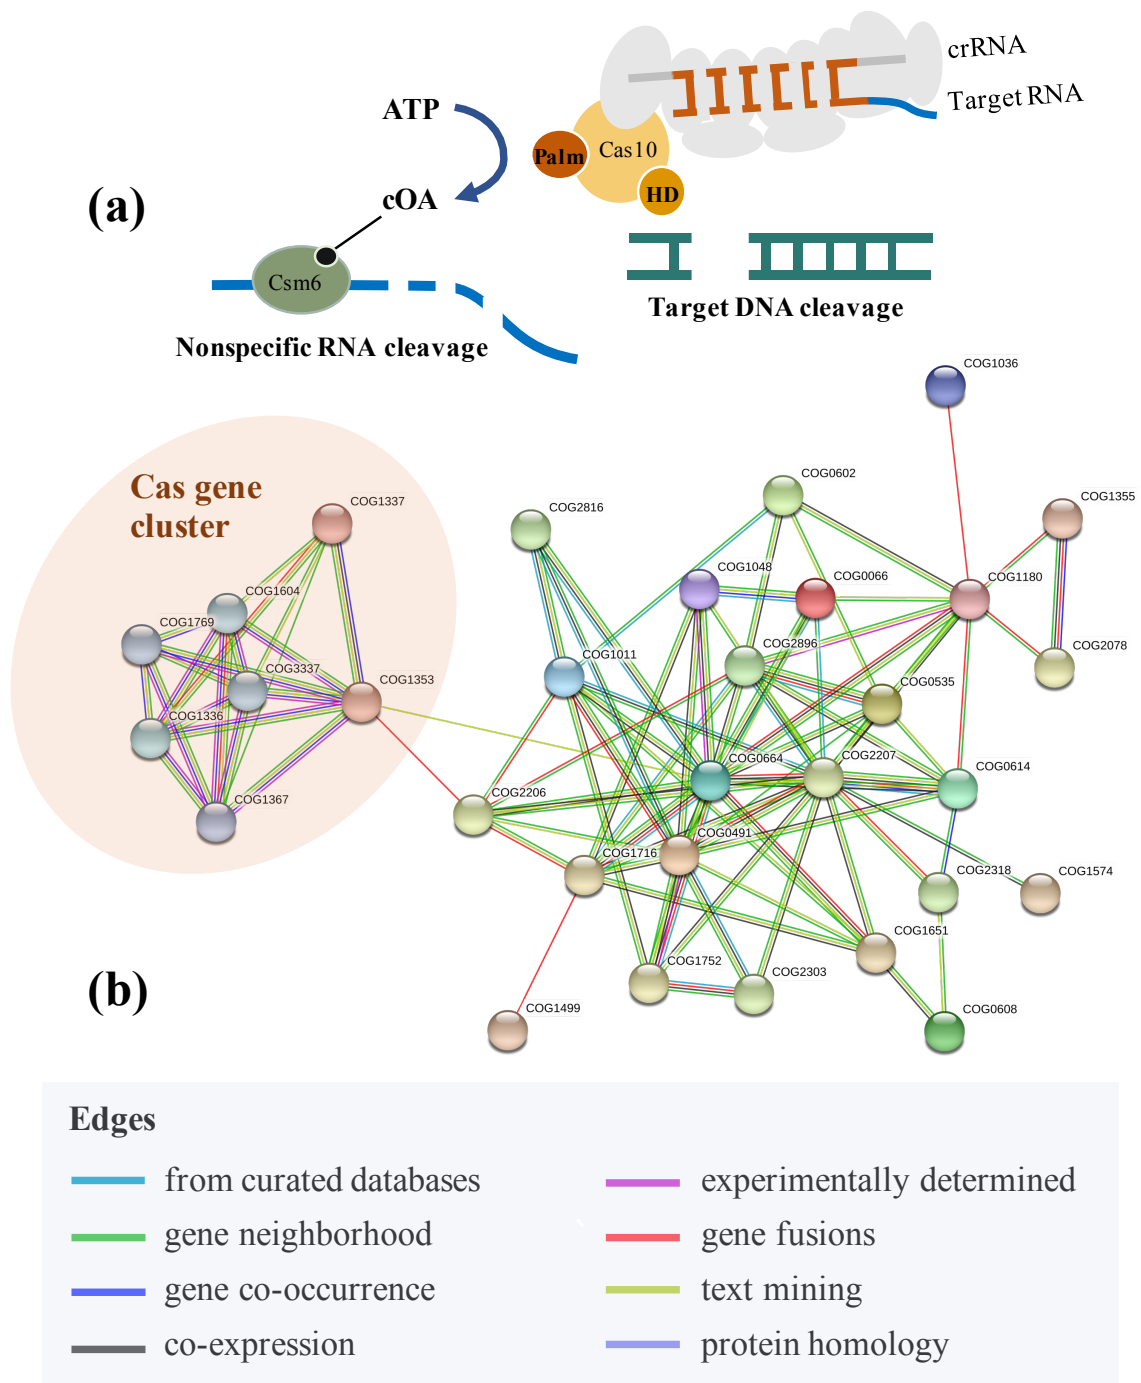 crRNA
Target RNA
ATP
Palm
Cas10
HD
(a)
cOA
Csm6
Target DNA cleavage
Nonspecific RNA cleavage
COG1036
Cas gene
cluster
COG1337
COG2816
COG0602
COG1355
COG1604
COG1048
COG0066
COG1180
COG1769
COG2896
COG2078
COG3337
COG1353
COG1011
COG0535
COG1336
COG0664
COG2207
COG0614
COG1367
COG2206
COG0491
COG1716
COG2318
COG1574
COG1651
COG1752
COG2303
(b)
COG1499
COG0608
Edges
from curated databases
experimentally determined
gene neighborhood
gene fusions
gene co-occurrence
text mining
co-expression
protein homology